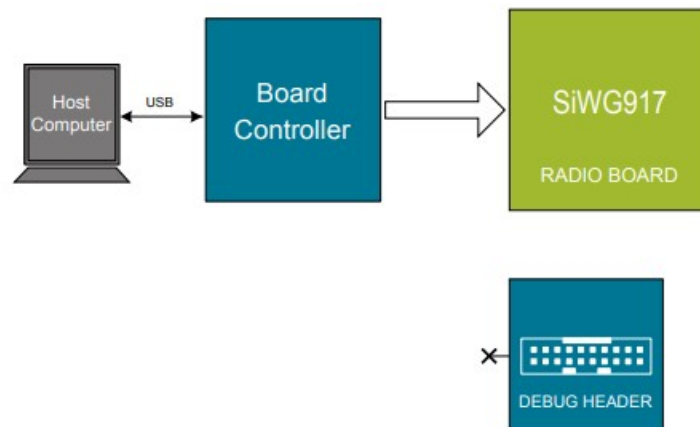 Host
Computer
USB
Board
Controller
SiWG917
RADIO BOARD
DEBUG HEADER